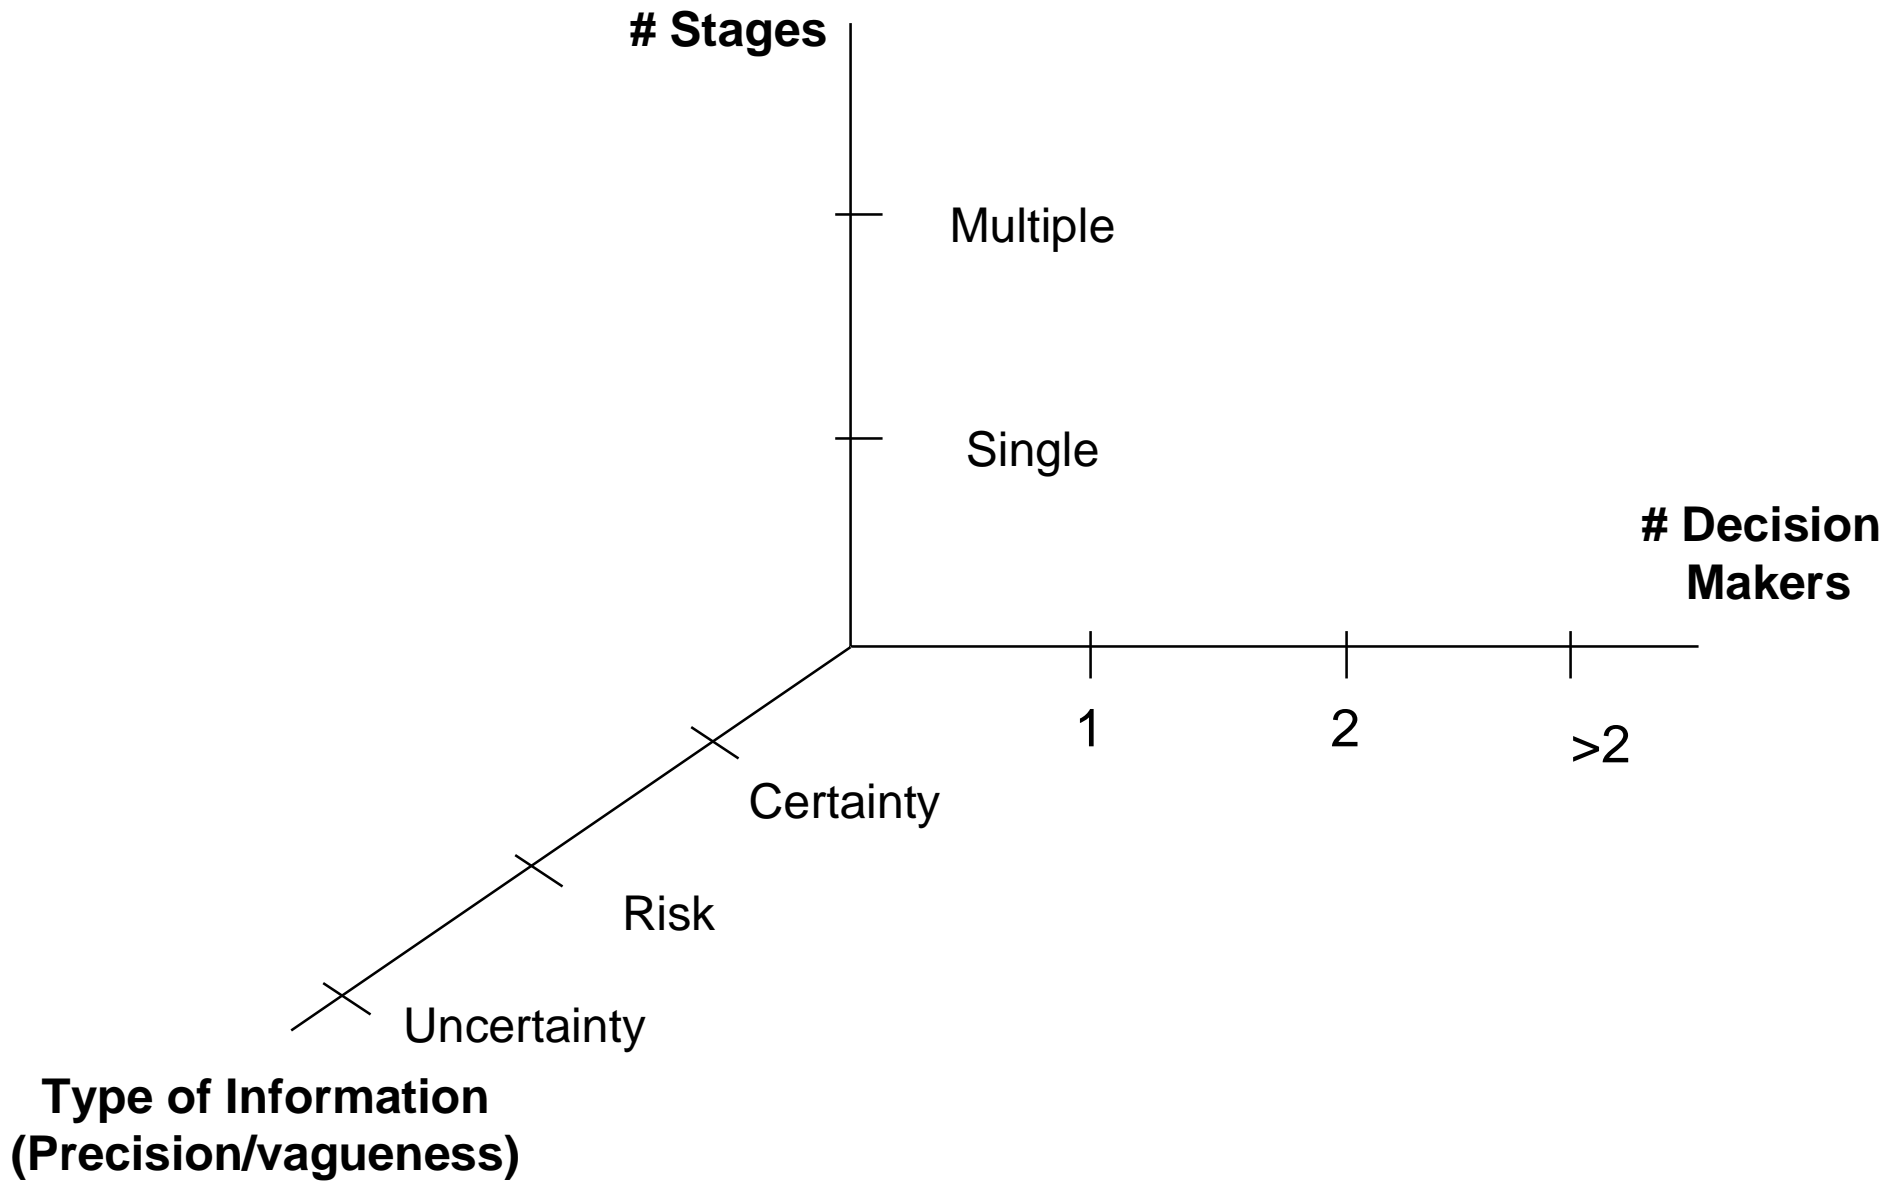 # Stages
Multiple
Single
# Decision
Makers
1
2
>2
Certainty
Risk
Uncertainty
Type of Information
(Precision/vagueness)